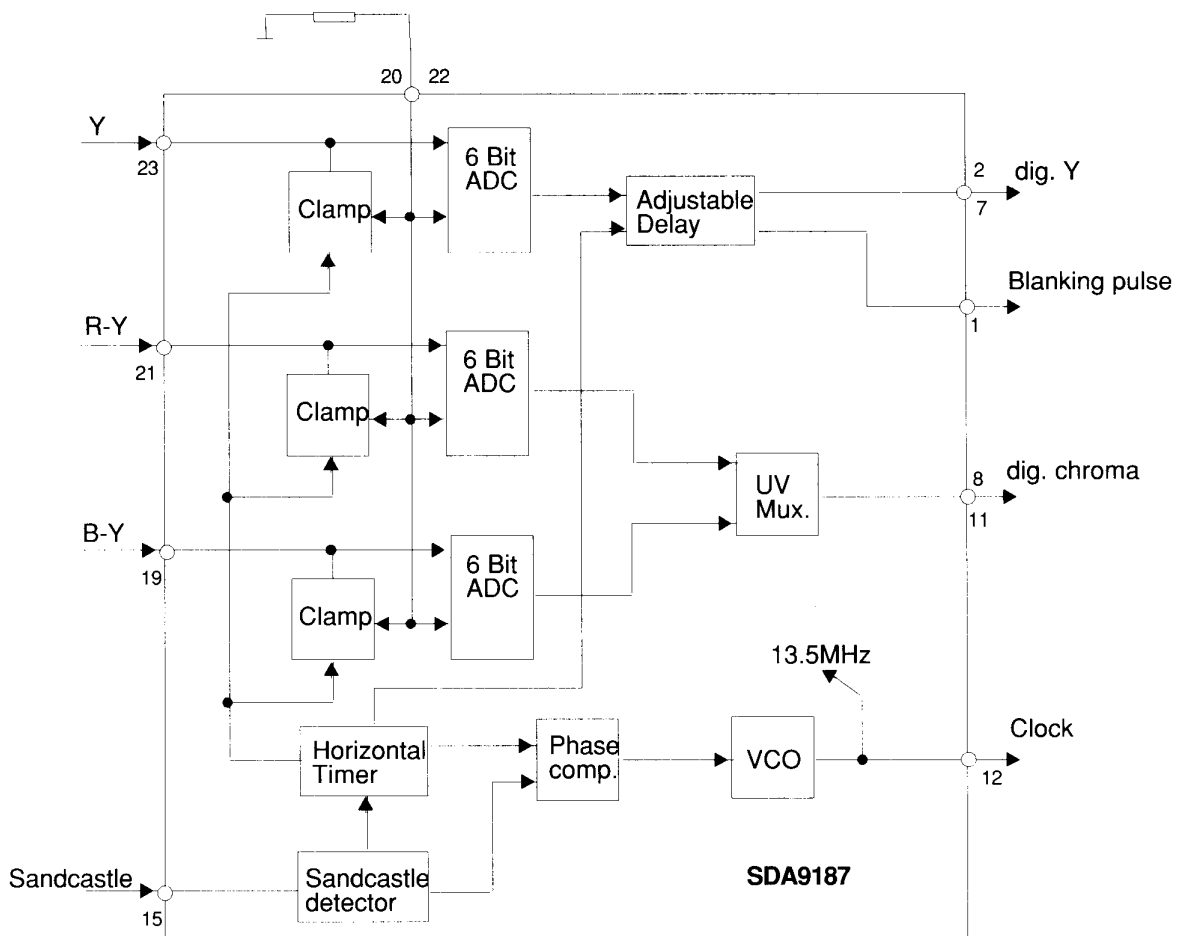 20 22
Y
23
6 Bit
ADC
Clamp
Adjustable
Delay
2
dig. Y
7
Blanking pulse
1
R-Y
21
6 Bit
ADC
Clamp
UV
Mux.
8
dig. chroma
11
B-Y
19
6 Bit
ADC
Clamp
13.5MHz
Horizontal
Timer
Phase
comp.
VCO
Clock
12
Sandcastle
15
Sandcastle
detector
SDA9187